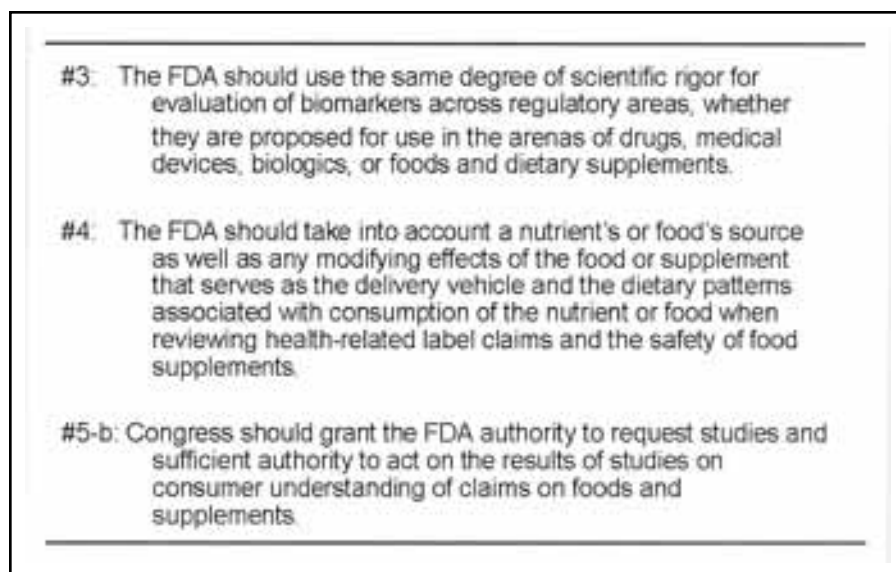 #3: The FDA should use the same degree of scientific rigor for
evaluation of biomarkers across regulatory areas, whether
they are proposed for use in the arenas of drugs, medical
devices, biologics, or foods and dietary supplements.
#4: The FDA should take into account a nutrient's or food's source
as well as any modifying effects of the food or supplement
that serves as the delivery vehicle and the dietary patterns
associated with consumption of the nutrient or food when
reviewing health-related label claims and the safety of food
supplements.
#5-b: Congress should grant the FDA authority to request studies and
sufficient authority to act on the results of studies on
consumer understanding of claims on foods and
supplements.